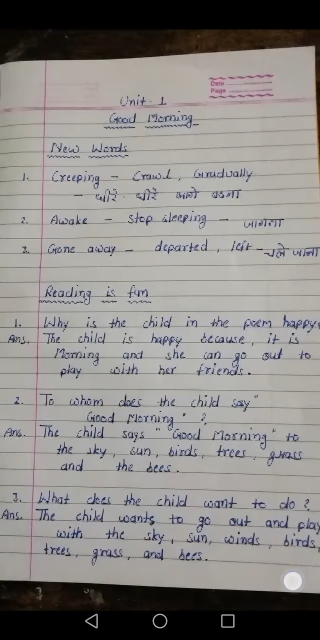 Date
Page
Unit - 1
Good Morning
New Words
1. Creeping - Crawl, Gradually
- धीरे - धीरे आगे बढना
2. Awake - stop sleeping - जागना
3. Gone away - departed, left - चले जाना
Reading is fun
1. Why is the child in the poem happy?
Ans. The child is happy because, it is
Morning and she can go out to
play with her friends.
2. To whom does the child say "
Good Morning" ?
Ans. The child says "Good Morning" to
the sky, sun, birds, trees, grass
and the bees.
3. What does the child want to do?
Ans. The child wants to go out and play
with the sky, sun, winds, birds,
trees, grass, and bees.